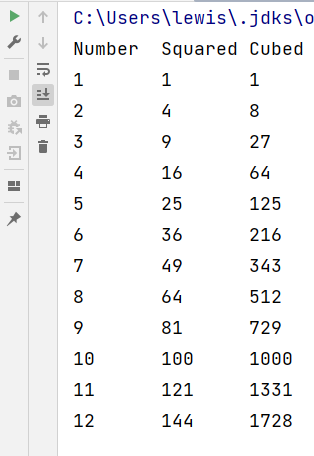 C:\Users\lewis\.jdks\o
Number Squared Cubed
1 1 1
2 4 8
3 9 27
4 16 64
5 25 125
6 36 216
7 49 343
8 64 512
9 81 729
10 100 1000
11 121 1331
12 144 1728